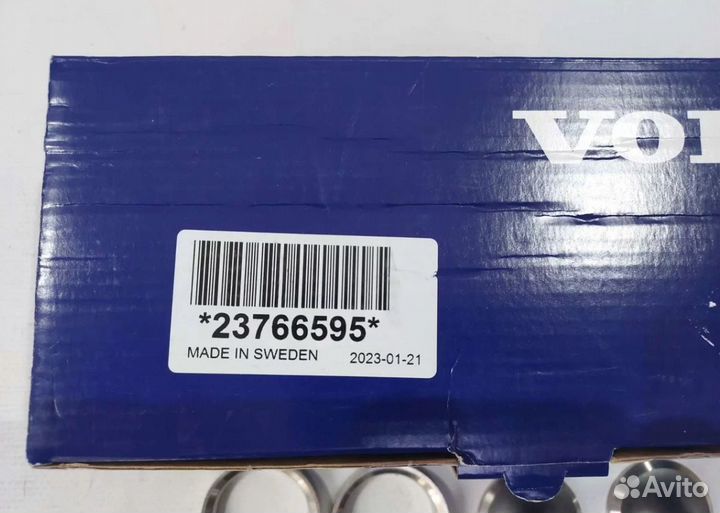 VOL
*23766595*
MADE IN SWEDEN 2023-01-21
Avito